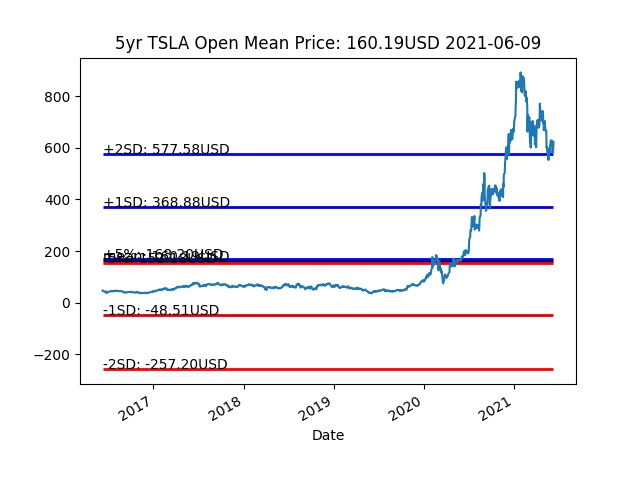 5yr TSLA Open Mean Price: 160.19USD 2021-06-09
800
+2SD: 577.58USD
600
+1SD: 368.88USD
400
200
0
-1SD: -48.51USD
−200
-2SD: -257.20USD
2017
2018
2019
2020
2021
Date